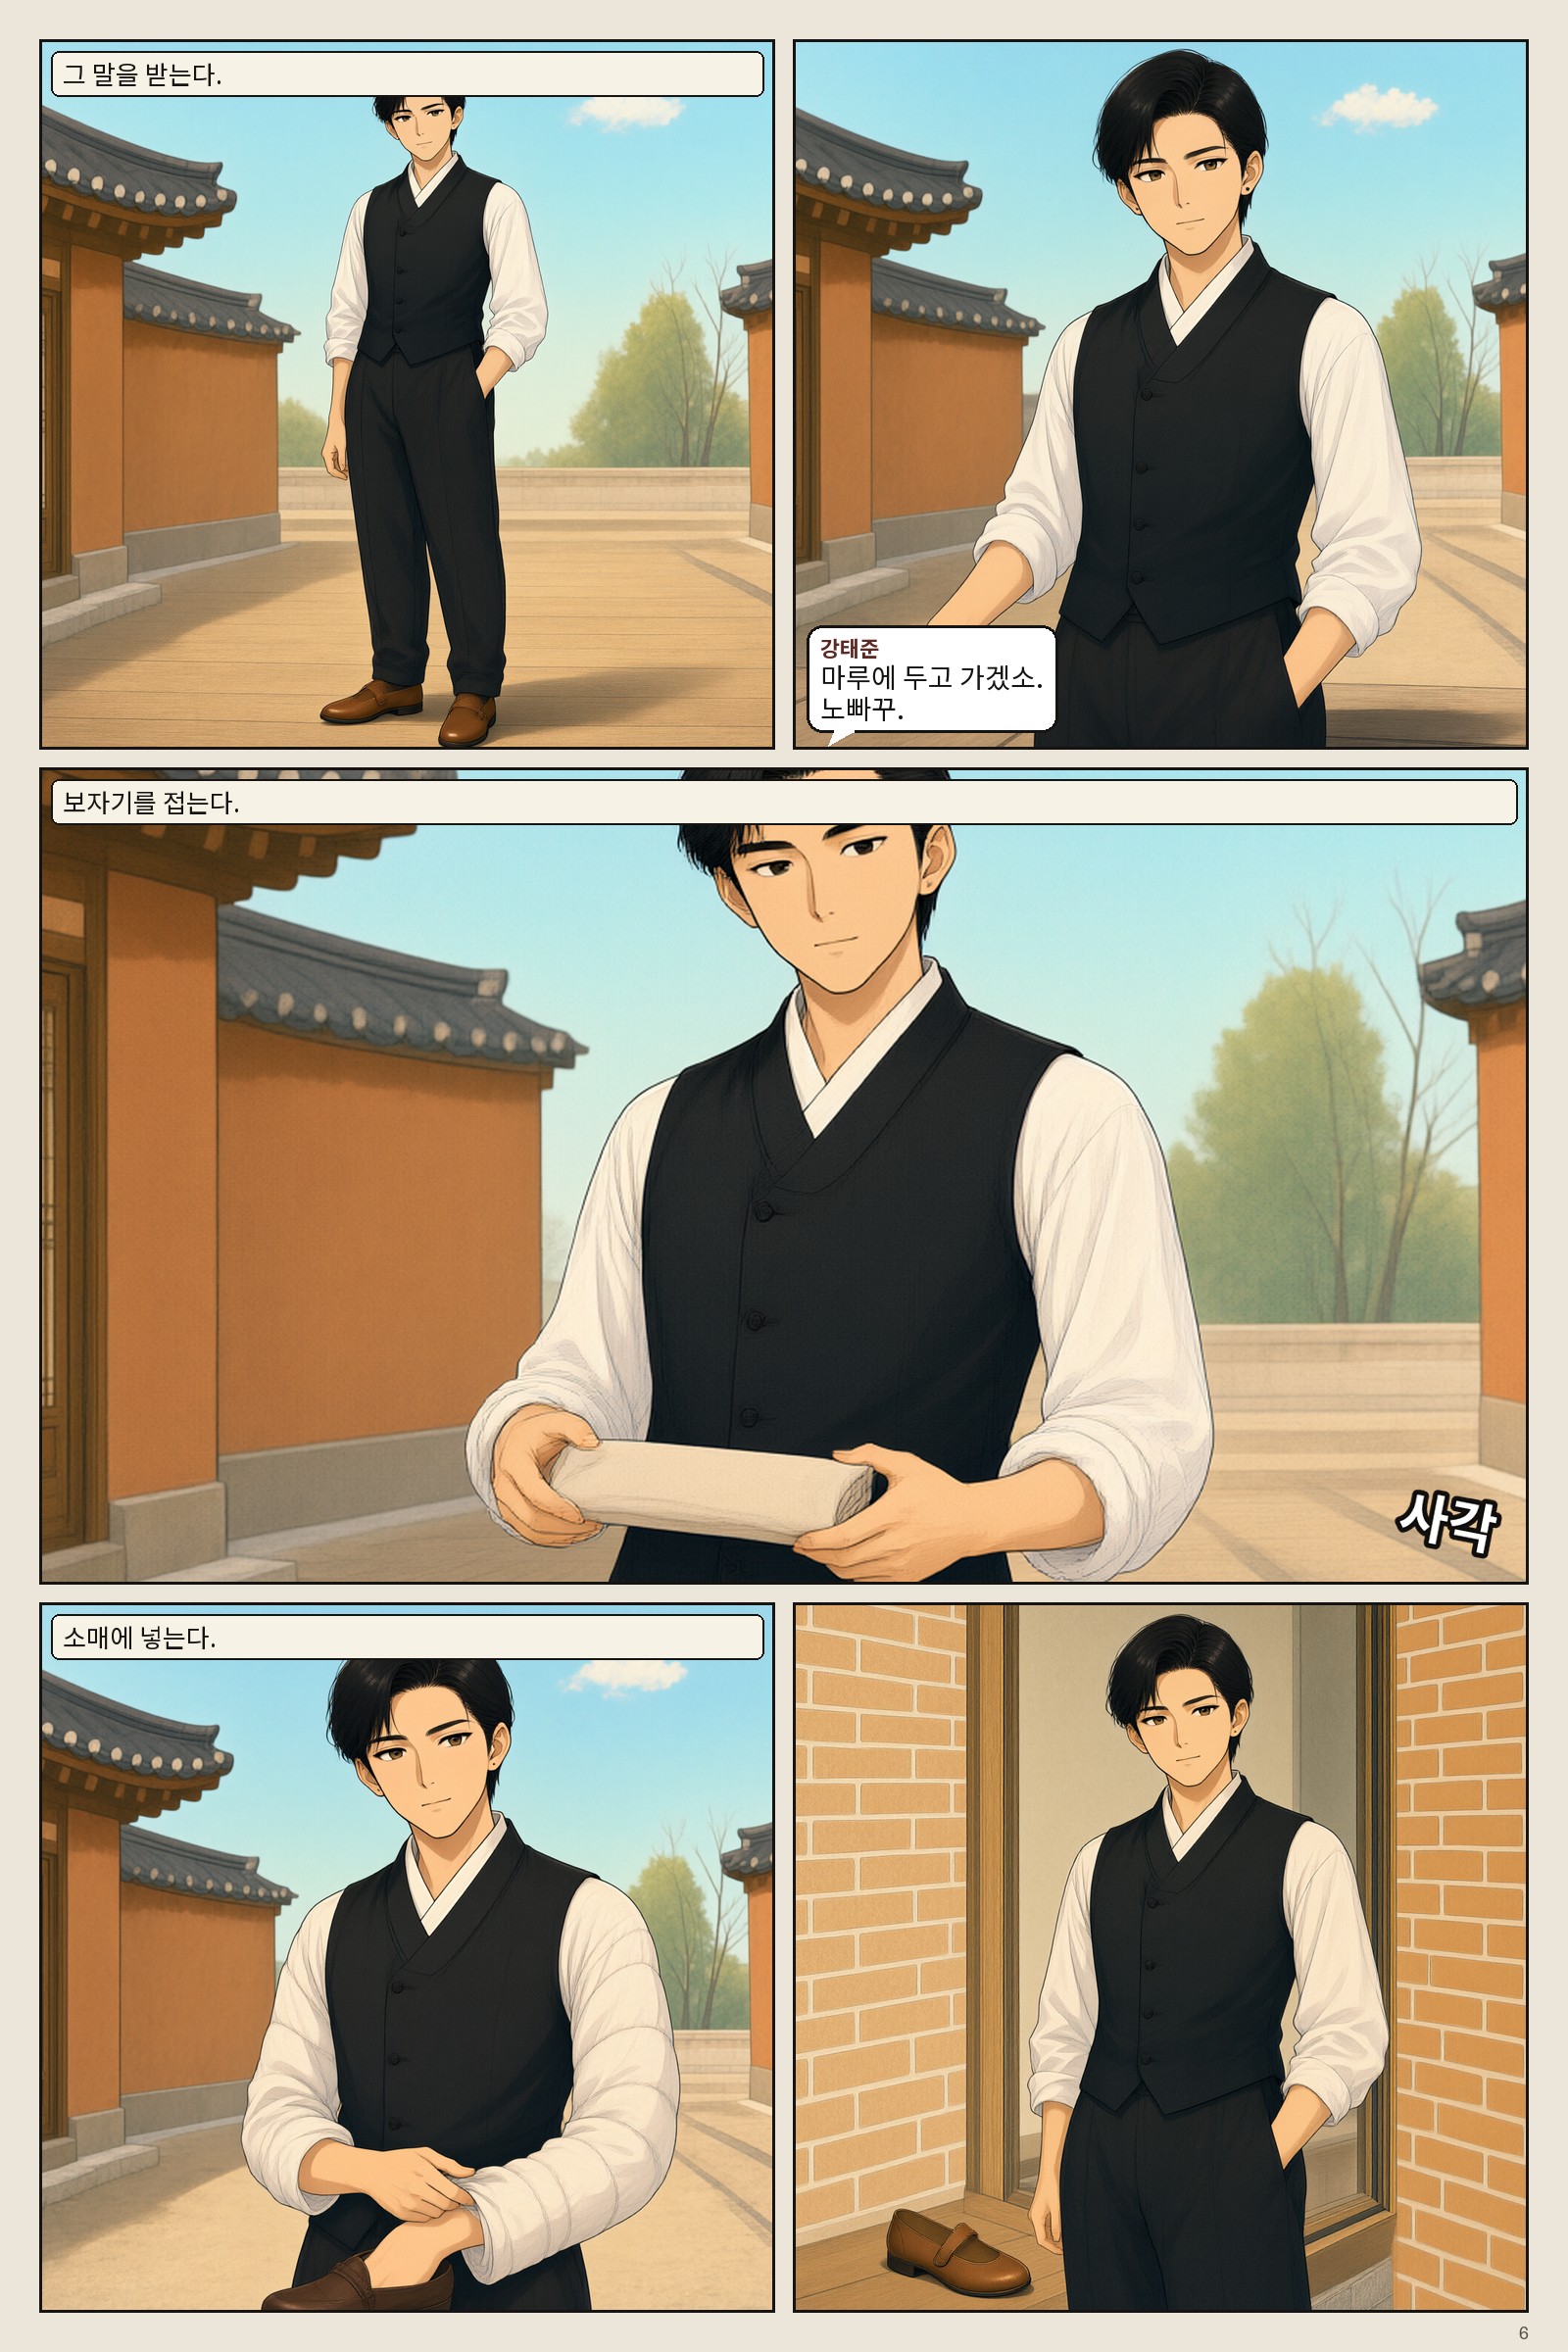 그 말을 받는다.
강태준
마루에 두고 가겠소.
노빠꾸.
보자기를 접는다.
사각
소매에 넣는다.
6